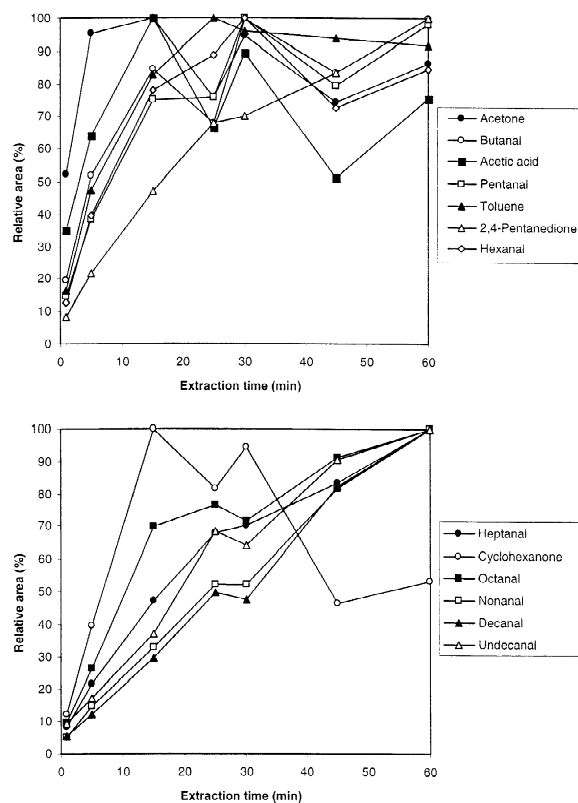 100
90
80
70
60
50
40
30
20
10
0
Relative area (%)
0 10 20 30 40 50 60
Extraction time (min)
Acetone
Butanal
Acetic acid
Pentanal
Toluene
2,4-Pentanedione
Hexanal
100
90
80
70
60
50
40
30
20
10
0
Relative area (%)
0 10 20 30 40 50 60
Extraction time (min)
Heptanal
Cyclohexanone
Octanal
Nonanal
Decanal
Undecanal